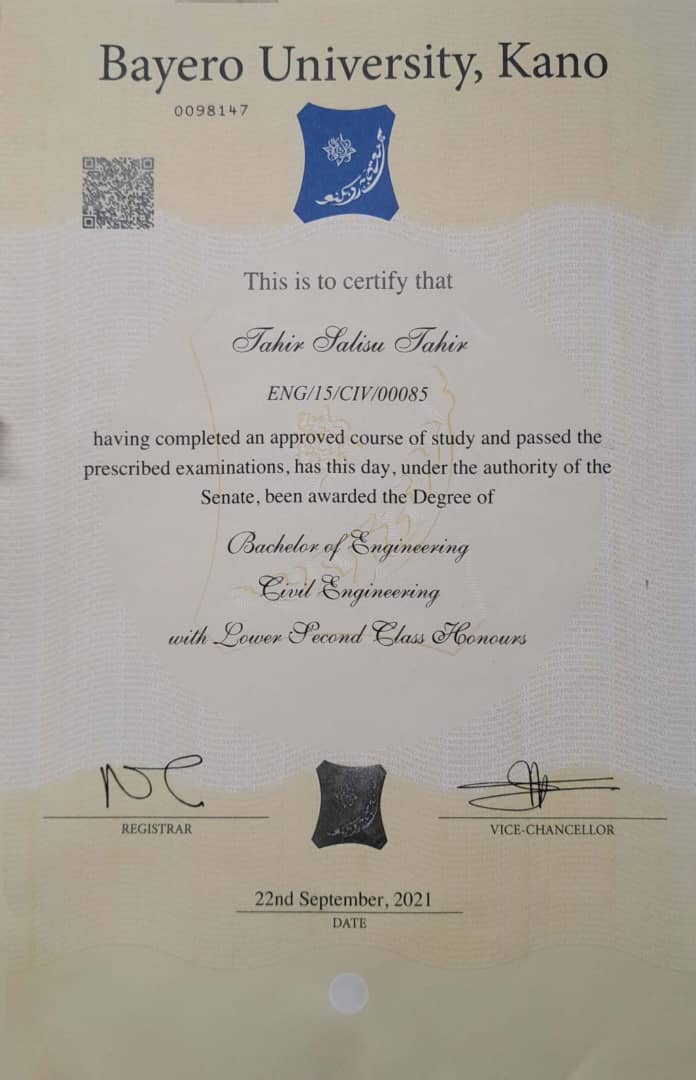 Bayero University, Kano
0098147
This is to certify that
Tahir Salisu Tahir
ENG/15/CIV/00085
having completed an approved course of study and passed the
prescribed examinations, has this day, under the authority of the
Senate, been awarded the Degree of
Bachelor of Engineering
Civil Engineering
with Lower Second Class Honours
REGISTRAR
VICE-CHANCELLOR
22nd September, 2021
DATE